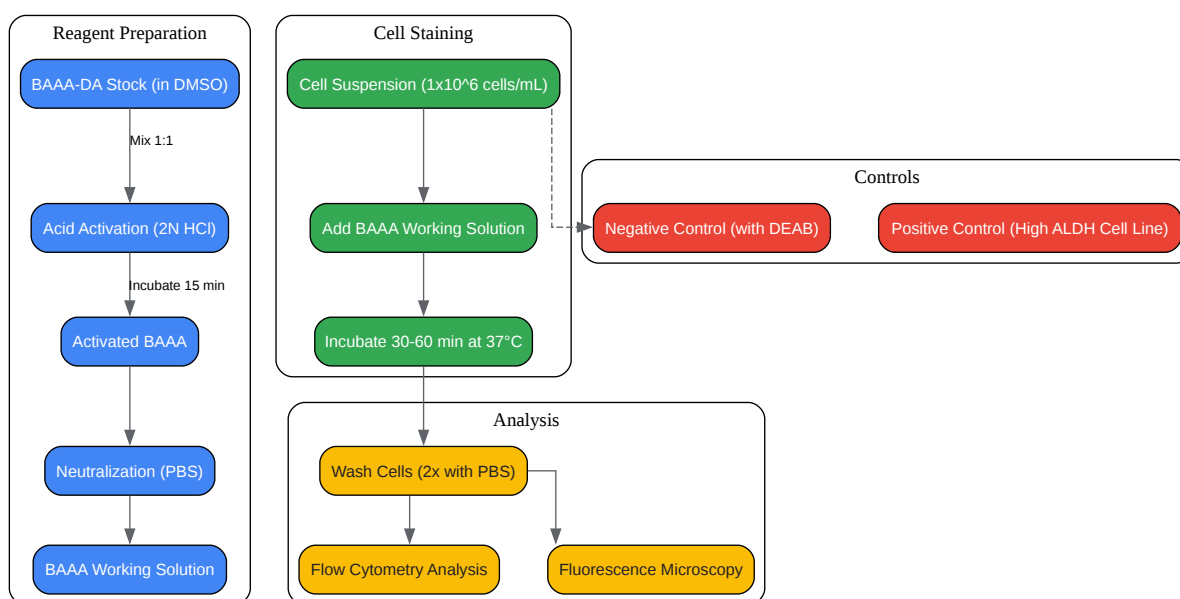 Reagent Preparation
BAAA-DA Stock (in DMSO)
Mix 1:1
Acid Activation (2N HCl)
Incubate 15 min
Activated BAAA
Neutralization (PBS)
BAAA Working Solution
Cell Staining
Cell Suspension (1x10^6 cells/mL)
Add BAAA Working Solution
Incubate 30-60 min at 37°C
Controls
Negative Control (with DEAB)
Positive Control (High ALDH Cell Line)
Analysis
Wash Cells (2x with PBS)
Flow Cytometry Analysis
Fluorescence Microscopy